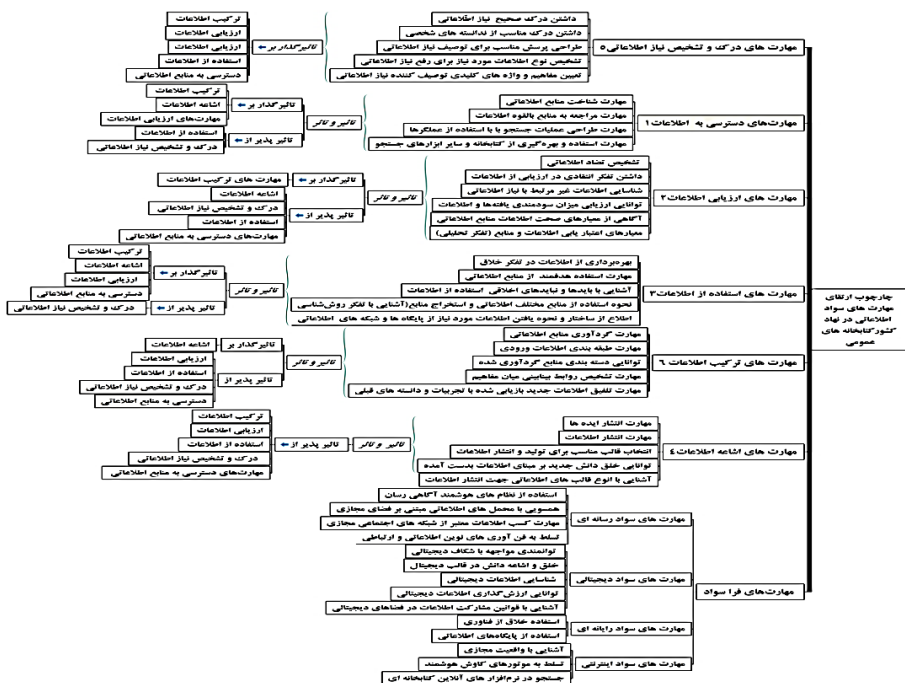 چارچوب ارتقای
مهارت های سواد
اطلاعاتی در نهاد
کشورکتابخانه های
عمومی
مهارت های درک و تشخیص نیاز اطلاعاتی٥
داشتن درک صحیح نیاز اطلاعاتی
داشتن درک مناسب از ندانسته های شخصی
طراحی پرسش مناسب برای توصیف نیاز اطلاعاتی
تشخیص نوع اطلاعات مورد نیاز برای رفع نیاز اطلاعاتی
تعیین مفاهیم و واژه های کلیدی توصیف کننده نیاز اطلاعاتی
تاثیرگذار بر
ترکیب اطلاعات
ارزیابی اطلاعات
ارزیابی اطلاعات
استفاده از اطلاعات
دسترسی به منابع اطلاعاتی
مهارت‌های دسترسی به اطلاعات١
مهارت شناخت منابع اطلاعاتی
مهارت مراجعه به منابع بالقوه اطلاعات
مهارت طراحی عملیات جستجو با با استفاده از عملگرها
مهارت استفاده و بهره‌گیری از کتابخانه و سایر ابزارهای جستجو
تاثیر و تاثر
تاثیرگذار بر
ترکیب اطلاعات
اشاعه اطلاعات
مهارت‌های ارزیابی اطلاعات
تاثیر پذیر از
استفاده از اطلاعات
درک و تشخیص نیاز اطلاعاتی
مهارت های ارزیابی اطلاعات٢
تشخیص تضاد اطلاعاتی
داشتن تفکر انتقادی در ارزیابی از اطلاعات
شناسایی اطلاعات غیر مرتبط با نیاز اطلاعاتی
توانایی ارزیابی میزان سودمندی یافته‌ها و اطلاعات
آگاهی از معیارهای صحت اطلاعات منابع اطلاعاتی
معیارهای اعتبار یابی اطلاعات و منابع (تفکر تحلیلی)
تاثیر و تاثر
تاثیرگذار بر
مهارت های ترکیب اطلاعات
اشاعه اطلاعات
تاثیر پذیر از
درک و تشخیص نیاز اطلاعاتی
استفاده از اطلاعات
مهارت‌های دسترسی به منابع اطلاعاتی
مهارت های استفاده از اطلاعات٣
بهره‌برداری از اطلاعات در تفکر خلاق
مهارت استفاده هدفمند از منابع اطلاعاتی
آشنایی با بایدها و نبایدهای اخلاقی استفاده از اطلاعات
نحوه استفاده از منابع مختلف اطلاعاتی و استخراج منابع(آشنایی با تفکر روش‌شناسی
اطلاع از ساختار و نحوه یافتن اطلاعات مورد نیاز از پایگاه ها و شبکه های اطلاعاتی
تاثیر و تاثر
تاثیرگذار بر
ترکیب اطلاعات
اشاعه اطلاعات
ارزیابی اطلاعات
دسترسی به منابع اطلاعاتی
تاثیر پذیر از
درک و تشخیص نیاز اطلاعاتی
مهارت های ترکیب اطلاعات ٦
مهارت گردآوری منابع اطلاعاتی
مهارت طبقه بندی اطلاعات ورودی
توانایی دسته بندی منابع گردآوری شده
مهارت تشخیص روابط بینابینی میان مفاهیم
مهارت تلفیق اطلاعات جدید بازیابی شده با تجربیات و دانسته های قبلی
تاثیر و تاثر
تاثیرگذار بر
اشاعه اطلاعات
ارزیابی اطلاعات
تاثیر پذیر از
استفاده از اطلاعات
درک و تشخیص نیاز اطلاعاتی
دسترسی به منابع اطلاعاتی
مهارت های اشاعه اطلاعات٤
مهارت انتشار ایده ها
مهارت انتشار اطلاعات
انتخاب قالب مناسب برای تولید و انتشار اطلاعات
توانایی خلق دانش جدید بر مبنای اطلاعات بدست آمده
آشنایی با انوع قالب های اطلاعاتی جهت انتشار اطلاعات
تاثیر و تاثر
تاثیر پذیر از
ترکیب اطلاعات
ارزیابی اطلاعات
استفاده از اطلاعات
درک و تشخیص نیاز اطلاعاتی
مهارت‌های دسترسی به منابع اطلاعاتی
مهارت‌های فرا سواد
مهارت های سواد رسانه ای
استفاده از نظام های هوشمند آگاهی رسان
همسویی با محمل های اطلاعاتی مبتنی بر فضای مجازی
مهارت کسب اطلاعات معتبر از شبکه های اجتماعی مجازی
تسلط به فن آوری های نوین اطلاعاتی و ارتباطی
مهارت های سواد دیجیتالی
توانمندی مواجهه با شکاف دیجیتالی
خلق و اشاعه دانش در قالب دیجیتال
شناسایی اطلاعات دیجیتالی
توانایی ارزش‌گذاری اطلاعات دیجیتالی
آشنایی با قوانین مشارکت اطلاعات در فضاهای دیجیتالی
مهارت های سواد رایانه ای
استفاده خلاق از فناوری
استفاده از پایگاه‌های اطلاعاتی
مهارت های سواد اینترنتی
آشنایی با واقعیت مجازی
تسلط به موتورهای کاوش هوشمند
جستجو در نرم‌افزار های آنلاین کتابخانه ای